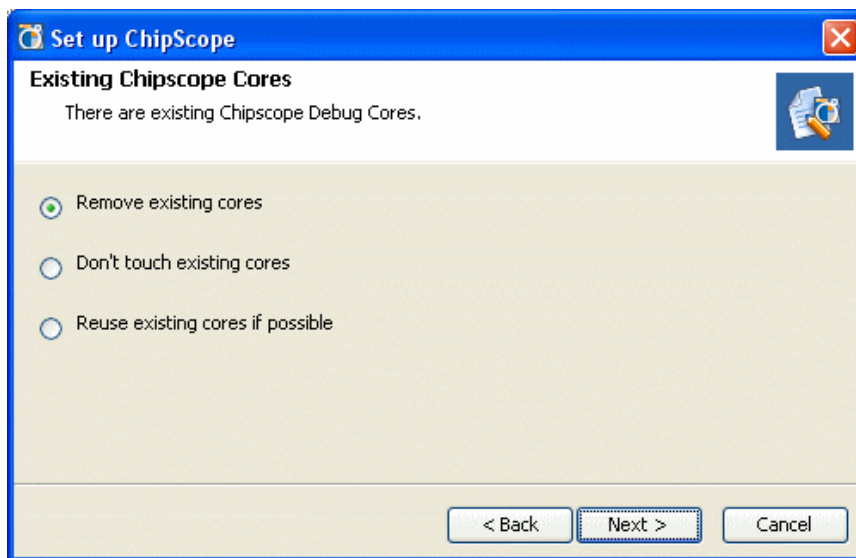 Set up ChipScope
Existing Chipscope Cores
There are existing Chipscope Debug Cores.
Remove existing cores
Don't touch existing cores
Reuse existing cores if possible
< Back Next > Cancel